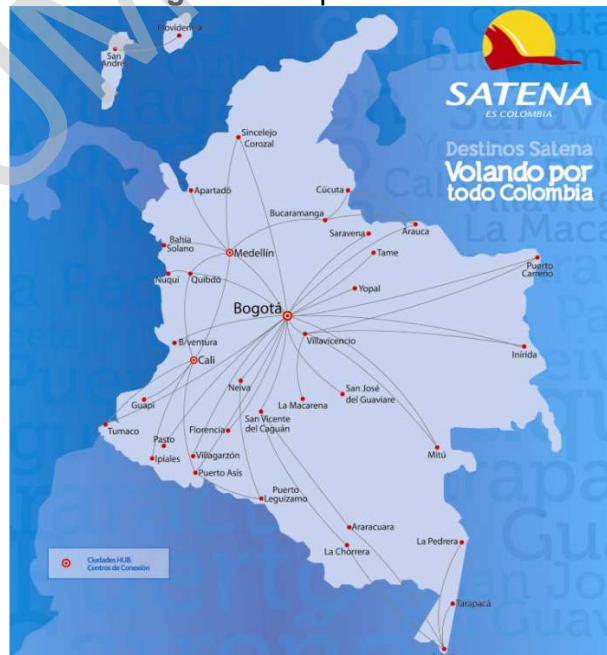 Providencia
San
Andrés
SATENA
ES COLOMBIA
Destinos Satena
Volando por
todo Colombia
Sincelejo
Corozal
Apartadó
Cúcuta
Bucaramanga
Saravena
Arauca
Bahía
Solano
Medellín
Tame
Puerto
Carreño
Nuquí
Quibdó
Yopal
Bogotá
B/ventura
Villavicencio
Inírida
Cali
Neiva
San José
del Guaviare
La Macarena
Guapi
San Vicente
del Caguán
Tumaco
Florencia
Pasto
Mitú
Ipiales
Villagarzón
Puerto Asís
Puerto
Leguízamo
Araracuara
La Chorrera
La Pedrera
Ciudades HUB.
Centros de Conexión
Tarapacá